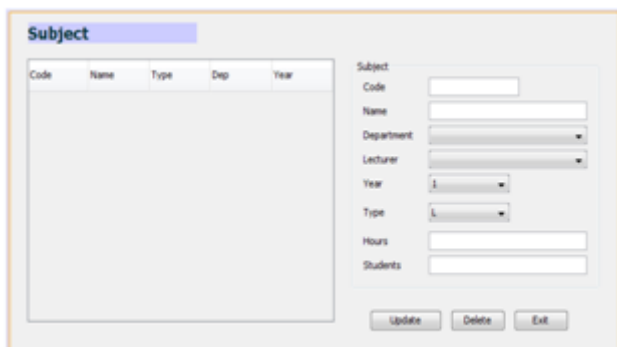 Subject
Code Name Type Dep Year
Subject
Code
Name
Department
Lecturer
Year 1
Type L
Hours
Students
Update Delete Exit